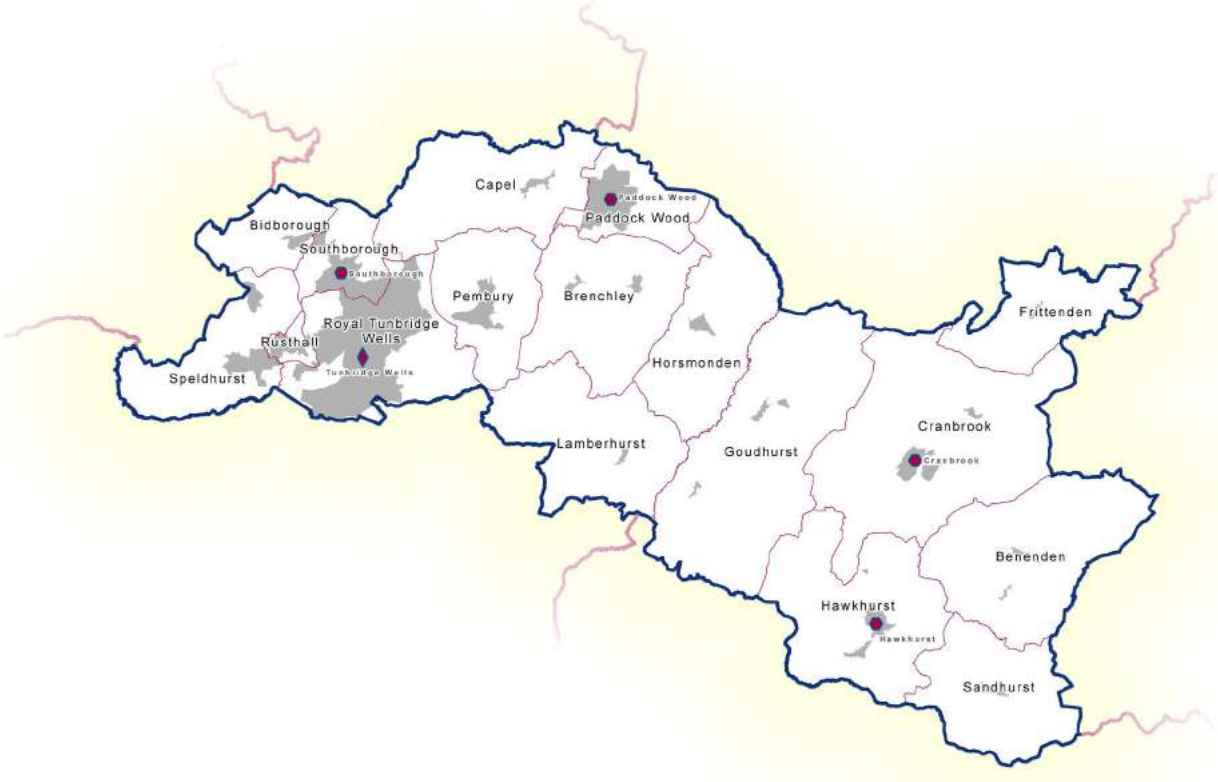 Capel
Paddock Wood
Paddock Wood
Bidborough
Southborough
Southborough
Pembury
Brenchley
Frittenden
Royal Tunbridge
Wells
Rusthall
Tunbridge Wells
Speldhurst
Horsmonden
Cranbrook
Cranbrook
Lamberhurst
Goudhurst
Benenden
Hawkhurst
Hawkhurst
Sandhurst